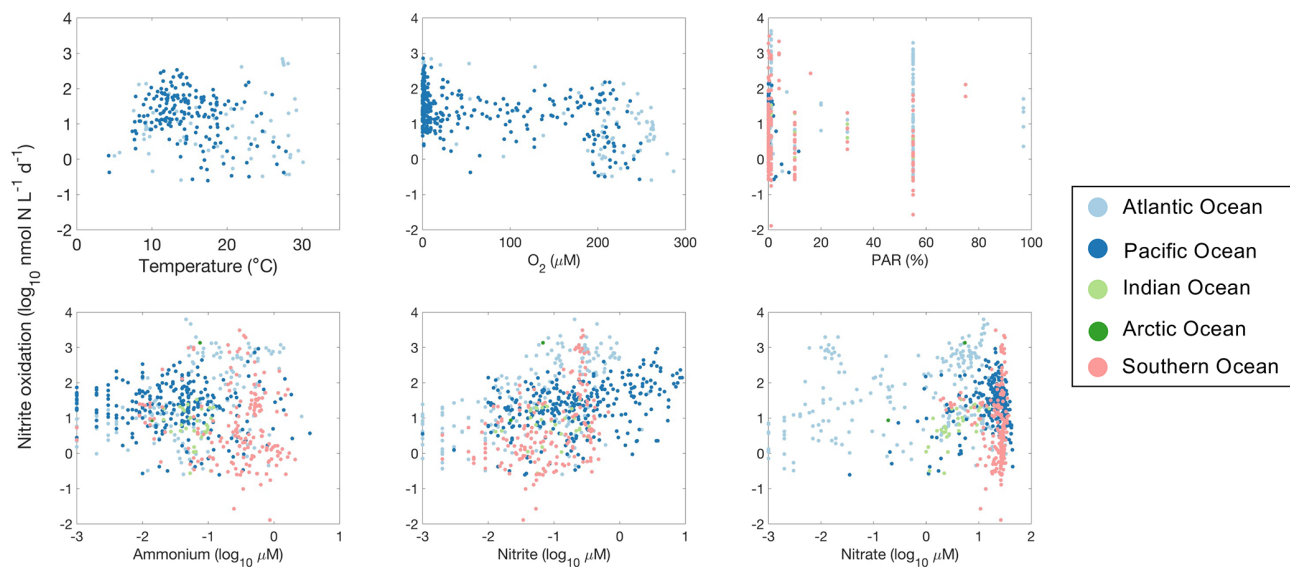 4
3
2
1
0
-1
-2
0 10 20 30
Temperature (°C)
4
3
2
1
0
-1
-2
0 100 200 300
O2 (μM)
4
3
2
1
0
-1
-2
0 20 40 60 80 100
PAR (%)
Nitrite oxidation (log10 nmol N L-1 d-1)
4
3
2
1
0
-1
-2
-3 -2 -1 0 1
Ammonium (log10 μM)
4
3
2
1
0
-1
-2
-3 -2 -1 0 1
Nitrite (log10 μM)
4
3
2
1
0
-1
-2
-3 -2 -1 0 1 2
Nitrate (log10 μM)
Atlantic Ocean
Pacific Ocean
Indian Ocean
Arctic Ocean
Southern Ocean